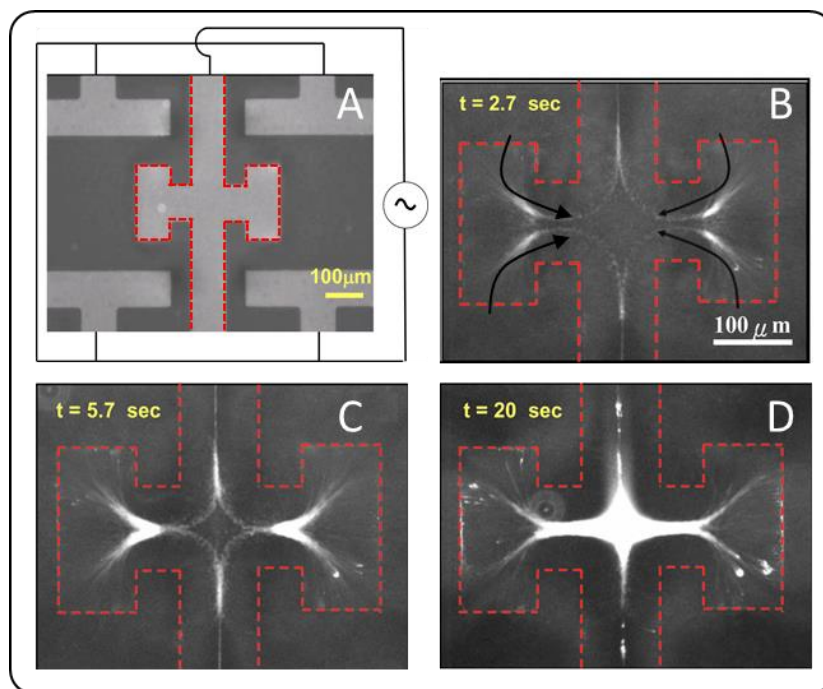 A
100μm
t = 2.7 sec
B
100 μ m
t = 5.7 sec
C
t = 20 sec
D
~